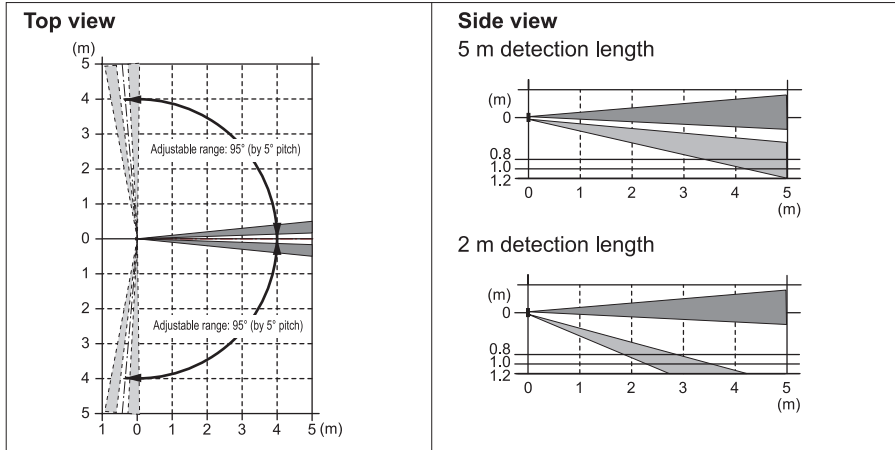 Top view
(m)
5
4
3
2
1
0
1
2
3
4
5
Adjustable range: 95° (by 5° pitch)
Adjustable range: 95° (by 5° pitch)
1 0 1 2 3 4 5 (m)
Side view
5 m detection length
(m)
0
0.8
1.0
1.2
0 1 2 3 4 5
(m)
2 m detection length
(m)
0
0.8
1.0
1.2
0 1 2 3 4 5
(m)